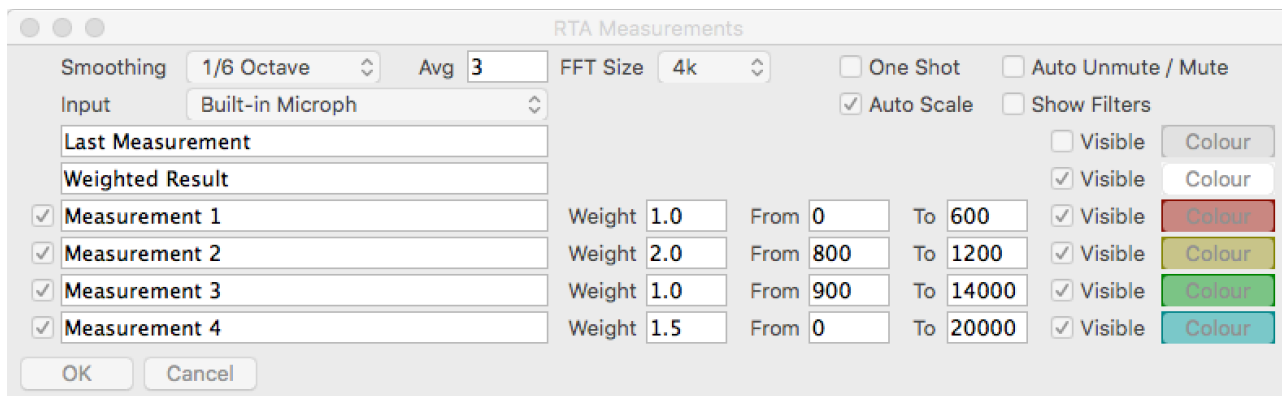 RTA Measurements
Smoothing 1/6 Octave Avg 3 FFT Size 4k One Shot Auto Unmute / Mute
Input Built-in Microph Auto Scale Show Filters
Last Measurement Visible Colour
Weighted Result Visible Colour
Measurement 1 Weight 1.0 From 0 To 600 Visible Colour
Measurement 2 Weight 2.0 From 800 To 1200 Visible Colour
Measurement 3 Weight 1.0 From 900 To 14000 Visible Colour
Measurement 4 Weight 1.5 From 0 To 20000 Visible Colour
OK Cancel